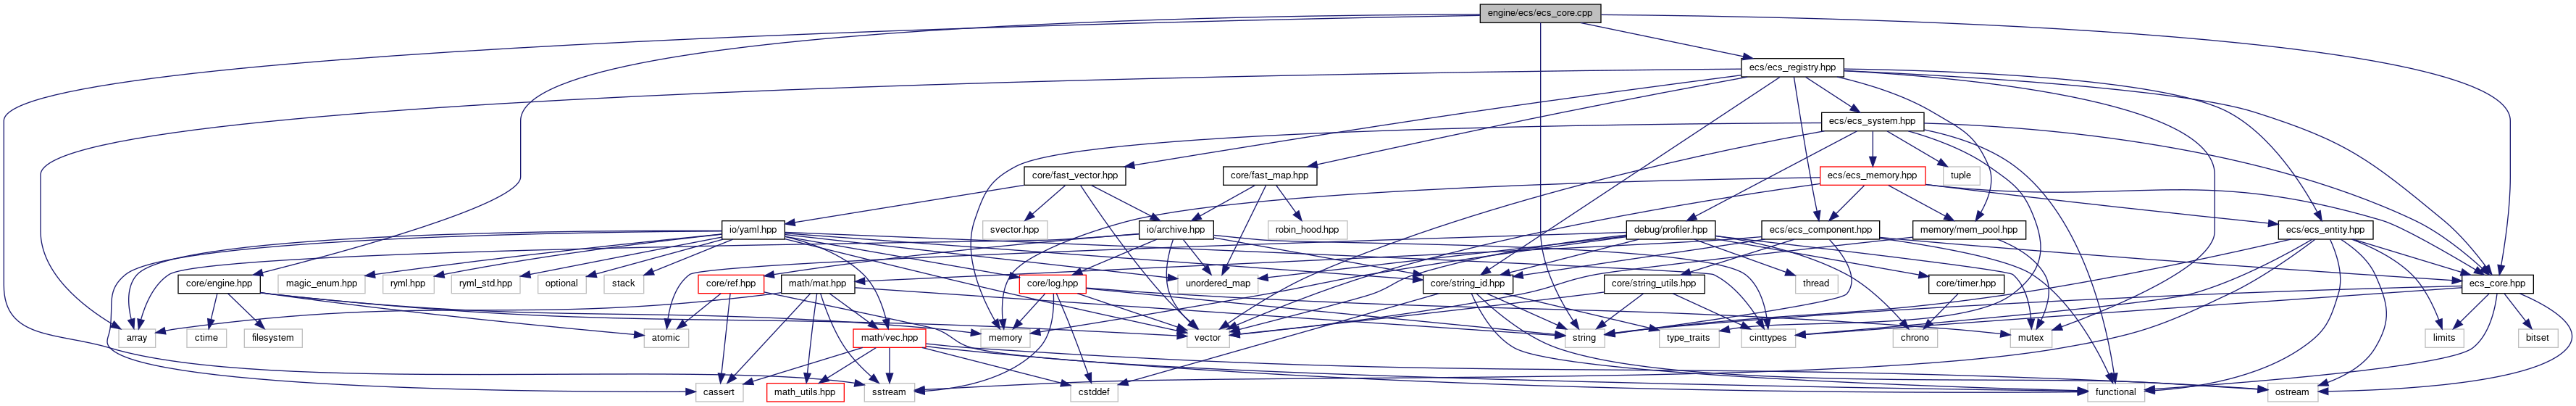 engine/ecs/ecs_core.cpp
ecs/ecs_registry.hpp
ecs/ecs_system.hpp
core/fast_vector.hpp
core/fast_map.hpp
ecs/ecs_memory.hpp
tuple
io/yaml.hpp
svector.hpp
io/archive.hpp
robin_hood.hpp
debug/profiler.hpp
ecs/ecs_component.hpp
memory/mem_pool.hpp
ecs/ecs_entity.hpp
core/engine.hpp
magic_enum.hpp
ryml.hpp
ryml_std.hpp
optional
stack
core/ref.hpp
math/mat.hpp
core/log.hpp
unordered_map
core/string_id.hpp
thread
core/string_utils.hpp
core/timer.hpp
ecs_core.hpp
array
ctime
filesystem
atomic
math/vec.hpp
memory
vector
string
type_traits
cinttypes
chrono
mutex
limits
bitset
cassert
math_utils.hpp
sstream
cstddef
functional
ostream